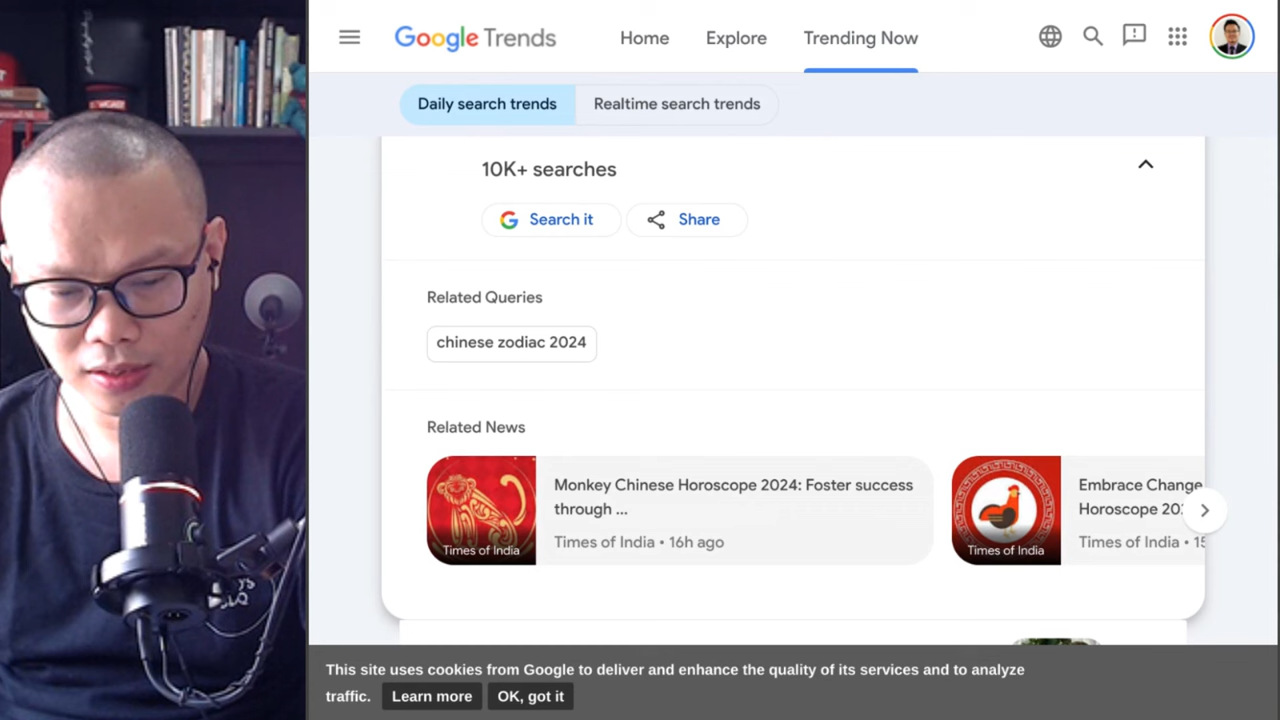 Google Trends
Home
Explore
Trending Now
Daily search trends
Realtime search trends
10K+ searches
Search it
Share
Related Queries
chinese zodiac 2024
Related News
Monkey Chinese Horoscope 2024: Foster success
through ...
Times of India • 16h ago
Times of India
Embrace Change
Horoscope 20
Times of India • 15
Times of India
This site uses cookies from Google to deliver and enhance the quality of its services and to analyze
traffic.
Learn more
OK, got it